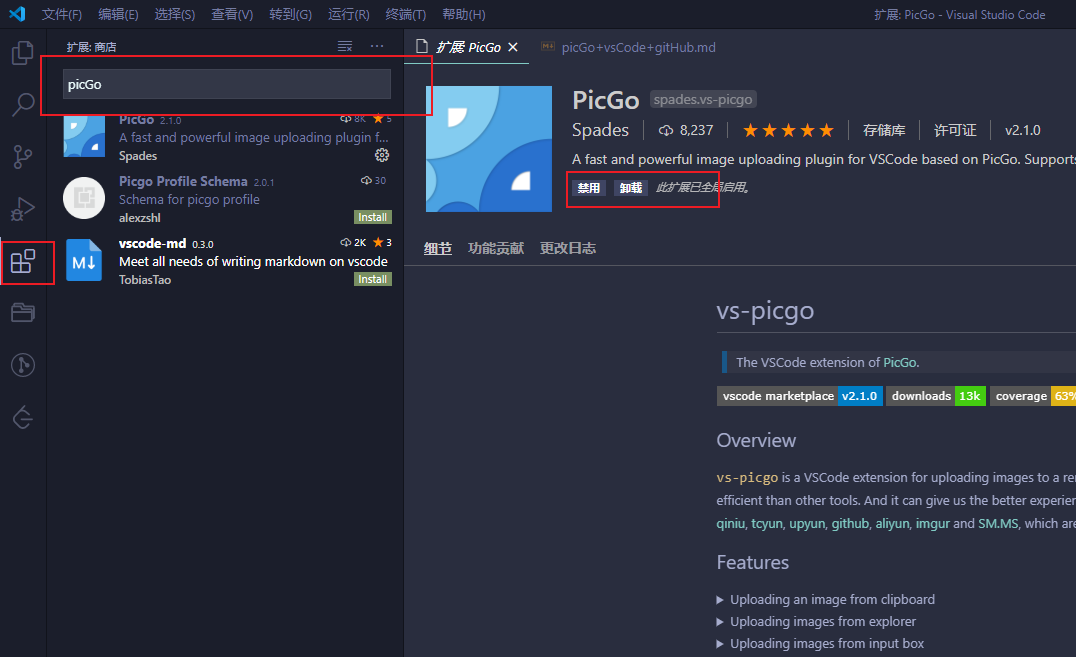 文件(F) 编辑(E) 选择(S) 查看(V) 转到(G) 运行(R) 终端(T) 帮助(H) 扩展: PicGo - Visual Studio Code
扩展: 商店
picGo
PicGo 2.1.0 8K 5
A fast and powerful image uploading plugin f...
Spades
Picgo Profile Schema 2.0.1 30
Schema for picgo profile
alexzshl Install
vscode-md 0.3.0 2K 3
Meet all needs of writing markdown on vscode
TobiasTao Install
M↓
扩展 PicGo picGo+vsCode+gitHub.md
PicGo spades.vs-picgo
Spades 8,237 存储库 许可证 v2.1.0
A fast and powerful image uploading plugin for VSCode based on PicGo. Supports
禁用 卸载 此扩展已全局启用。
细节 功能贡献 更改日志
vs-picgo
The VSCode extension of PicGo.
vscode marketplace v2.1.0 downloads 13k coverage 63%
Overview
vs-picgo is a VSCode extension for uploading images to a re
efficient than other tools. And it can give us the better experien
qiniu, tcyun, upyun, github, aliyun, imgur and SM.MS, which are
Features
Uploading an image from clipboard
Uploading images from explorer
Uploading images from input box